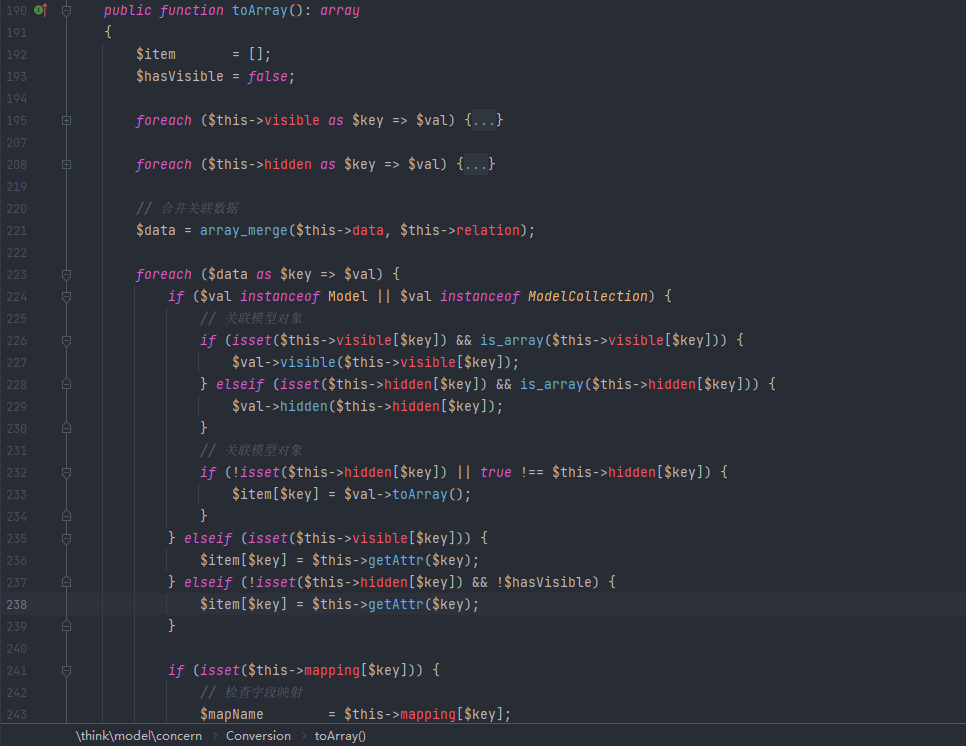 190 public function toArray(): array
191 {
192 $item       = [];
193 $hasVisible = false;
194
195 foreach ($this->visible as $key => $val) {...}
207
208 foreach ($this->hidden as $key => $val) {...}
219
220 // 合并关联数据
221 $data = array_merge($this->data, $this->relation);
222
223 foreach ($data as $key => $val) {
224 if ($val instanceof Model || $val instanceof ModelCollection) {
225 // 关联模型对象
226 if (isset($this->visible[$key]) && is_array($this->visible[$key])) {
227 $val->visible($this->visible[$key]);
228 } elseif (isset($this->hidden[$key]) && is_array($this->hidden[$key])) {
229 $val->hidden($this->hidden[$key]);
230 }
231 // 关联模型对象
232 if (!isset($this->hidden[$key]) || true !== $this->hidden[$key]) {
233 $item[$key] = $val->toArray();
234 }
235 } elseif (isset($this->visible[$key])) {
236 $item[$key] = $this->getAttr($key);
237 } elseif (!isset($this->hidden[$key]) && !$hasVisible) {
238 $item[$key] = $this->getAttr($key);
239 }
240
241 if (isset($this->mapping[$key])) {
242 // 检查字段映射
243 $mapName        = $this->mapping[$key];
\think\model\concern › Conversion › toArray()